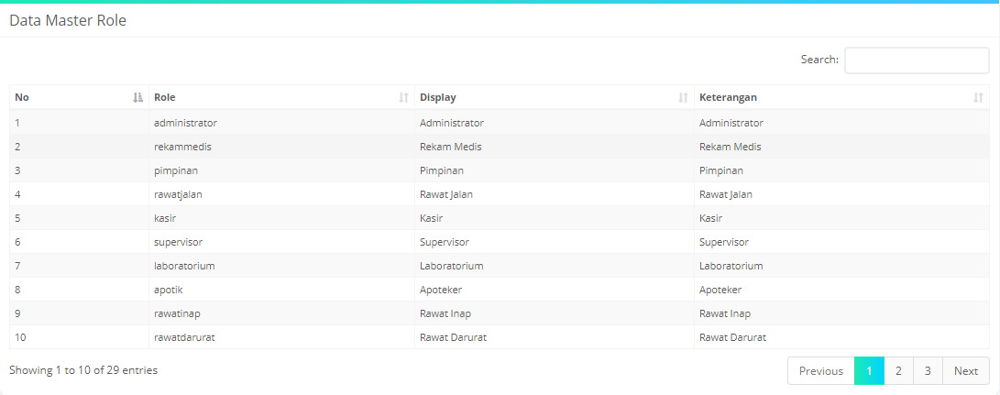 Data Master Role
Search:
No Role Display Keterangan
1 administrator Administrator Administrator
2 rekammedis Rekam Medis Rekam Medis
3 pimpinan Pimpinan Pimpinan
4 rawatjalan Rawat Jalan Rawat Jalan
5 kasir Kasir Kasir
6 supervisor Supervisor Supervisor
7 laboratorium Laboratorium Laboratorium
8 apotik Apoteker Apoteker
9 rawatinap Rawat Inap Rawat Inap
10 rawatdarurat Rawat Darurat Rawat Darurat
Showing 1 to 10 of 29 entries Previous 1 2 3 Next